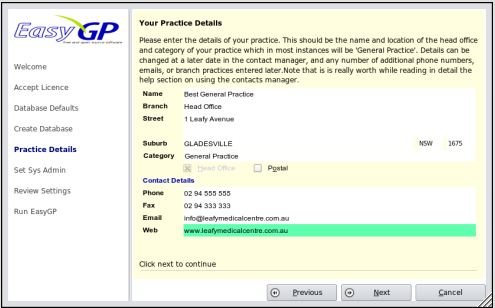 Easy GP
free and open source software
Welcome
Accept Licence
Database Defaults
Create Database
Practice Details
Set Sys Admin
Review Settings
Run EasyGP
Your Practice Details
Please enter the details of your practice. This should be the name and location of the head office
and category of your practice which in most instances will be 'General Practice'. Details can be
changed at a later date in the contact manager, and any number of additional phone numbers,
emails, or branch practices entered later.Note that is is really worth while reading in detail the
help section on using the contacts manager.
Name Best General Practice
Branch Head Office
Street 1 Leafy Avenue
Suburb GLADESVILLE NSW 1675
Category General Practice
Head Office Postal
Contact Details
Phone 02 94 555 555
Fax 02 94 333 333
Email info@leafymedicalcentre.com.au
Web www.leafymedicalcentre.com.au
Click next to continue
Previous Next Cancel